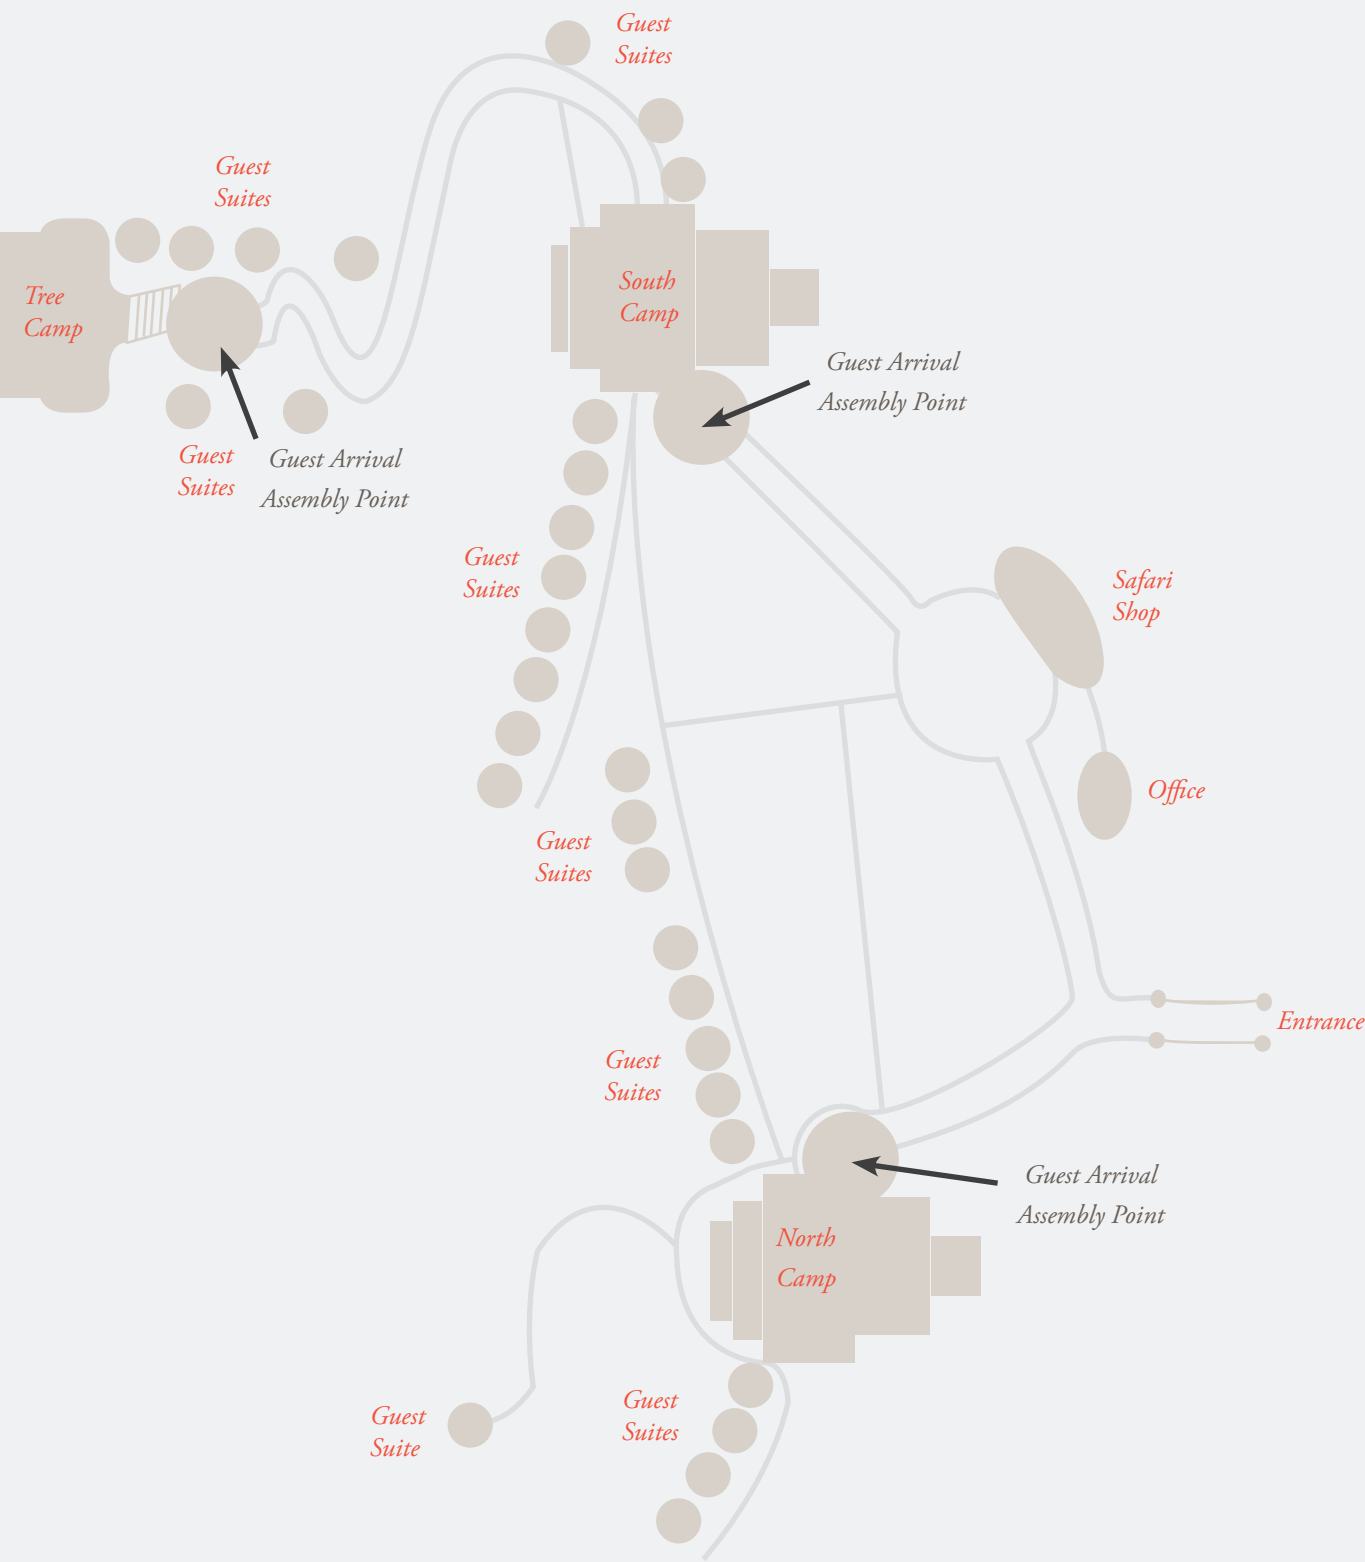 Guest
Suites
Guest
Suites
Tree
Camp
South
Camp
Guest Arrival
Assembly Point
Guest
Suites
Guest Arrival
Assembly Point
Guest
Suites
Safari
Shop
Office
Guest
Suites
Entrance
Guest
Suites
Guest Arrival
Assembly Point
North
Camp
Guest
Suite
Guest
Suites